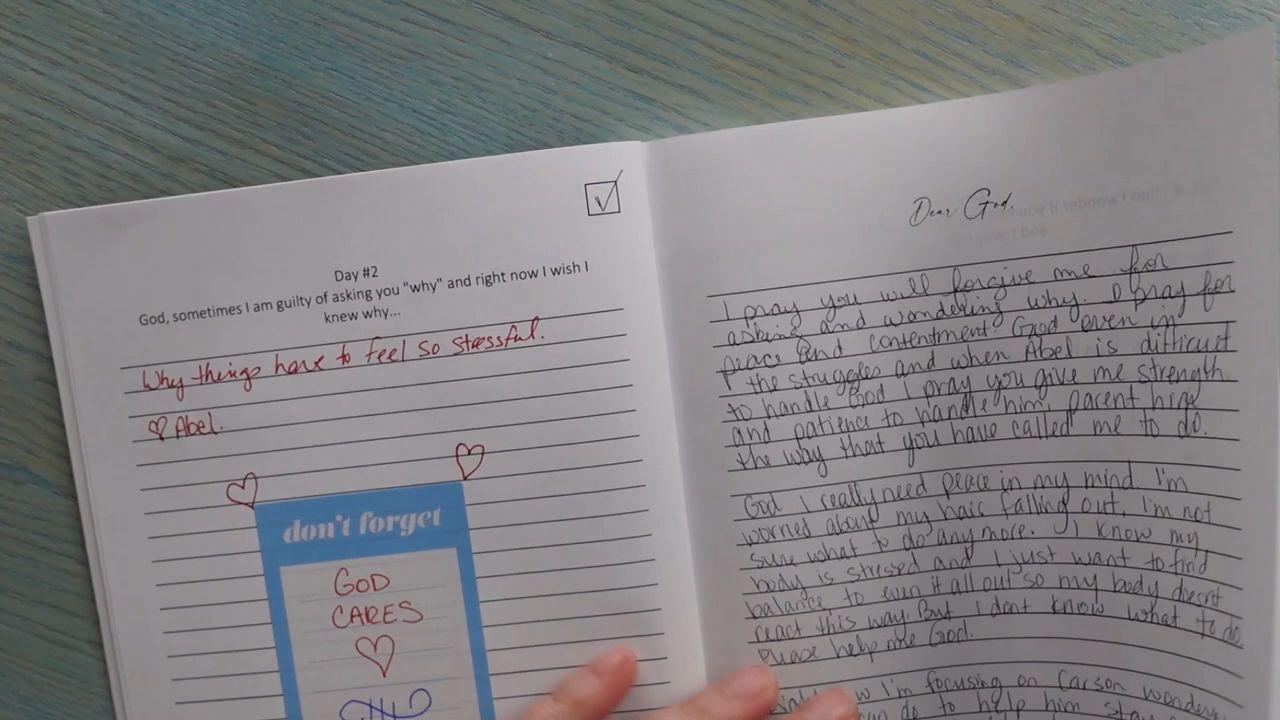 Day #2
God, sometimes I am guilty of asking you "why" and right now I wish I
knew why...
Why things have to feel so stressful.
♡ Abel.
don't forget
GOD
CARES
Dear God,
I pray you will forgive me for
asking and wondering why. I pray for
peace and contentment. God even in
the struggles and when Abel is difficult
to handle God I pray you give me strength
and patience to handle him, parent him
the way that you have called me to do.
God I really need peace in my mind I'm
worried about my hair falling out, I'm not
sure what to do any more. I know my
body is stressed and I just want to find
balance to even it all out so my body doesn't
react this way. But I dont know what to do
Please help me God.
I'm focusing on Carson wondering
can do to help him